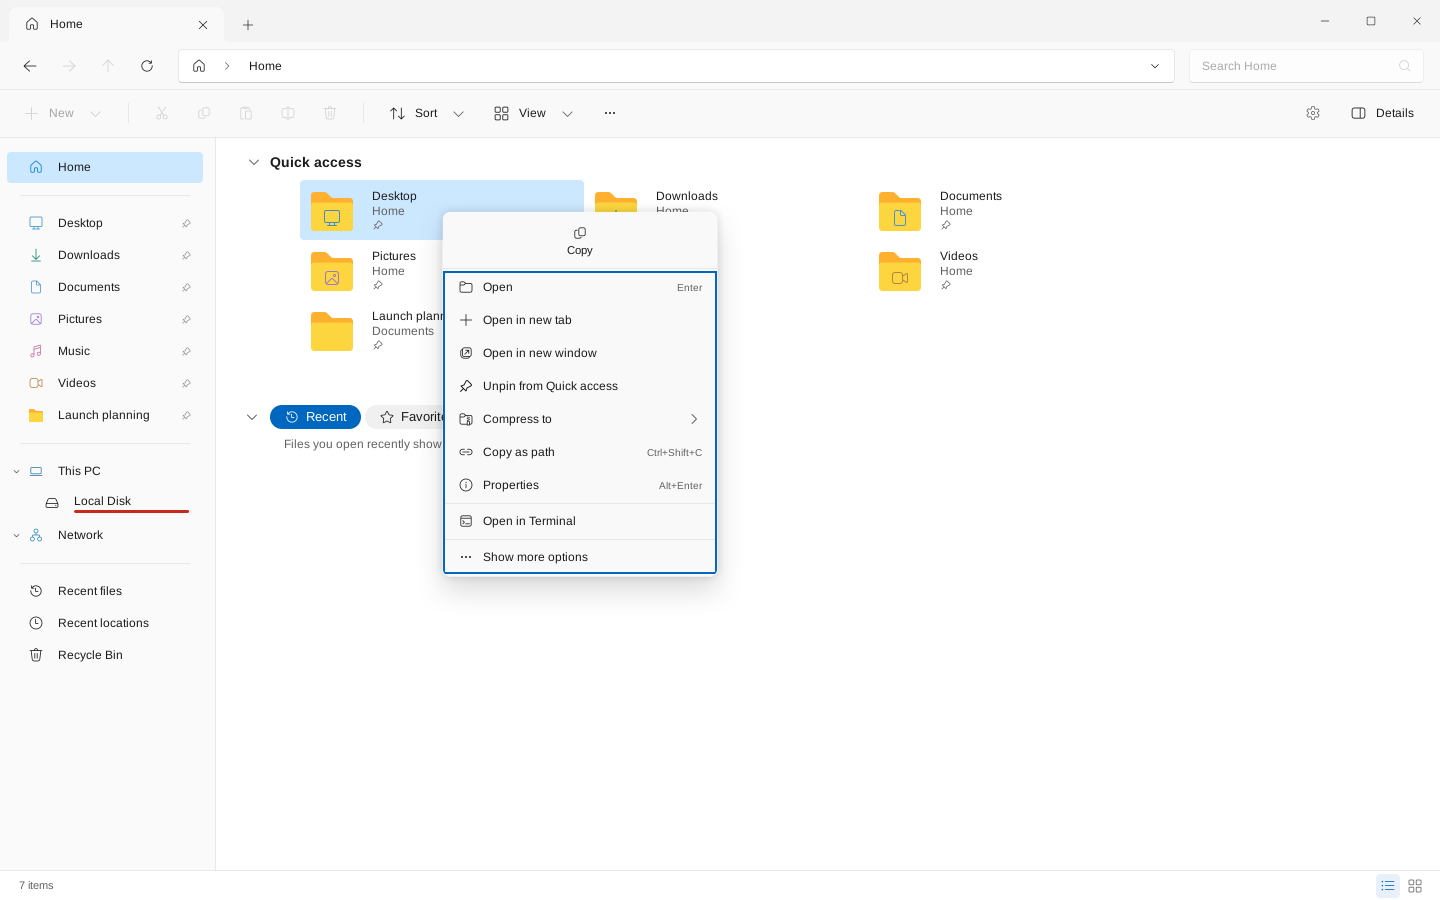 Home
Home
Search Home
New
Sort
View
Details
Home
Desktop
Downloads
Documents
Pictures
Music
Videos
Launch planning
This PC
Local Disk
Network
Recent files
Recent locations
Recycle Bin
Quick access
Desktop
Home
Downloads
Home
Documents
Home
Pictures
Home
Videos
Home
Launch
Documents
Recent
Files you open recently show
Copy
Open Enter
Open in new tab
Open in new window
Unpin from Quick access
Compress to
Copy as path Ctrl+Shift+C
Properties Alt+Enter
Open in Terminal
Show more options
7 items